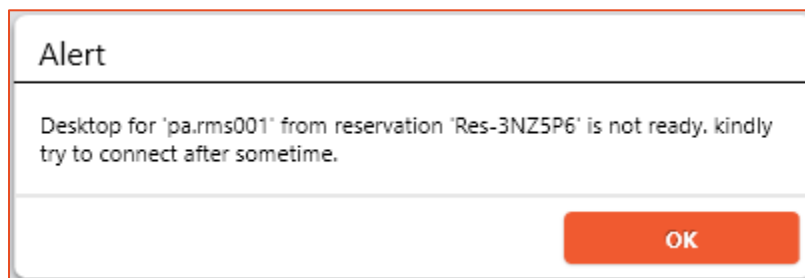 Alert
Desktop for 'pa.rms001' from reservation 'Res-3NZ5P6' is not ready. kindly
try to connect after sometime.
OK